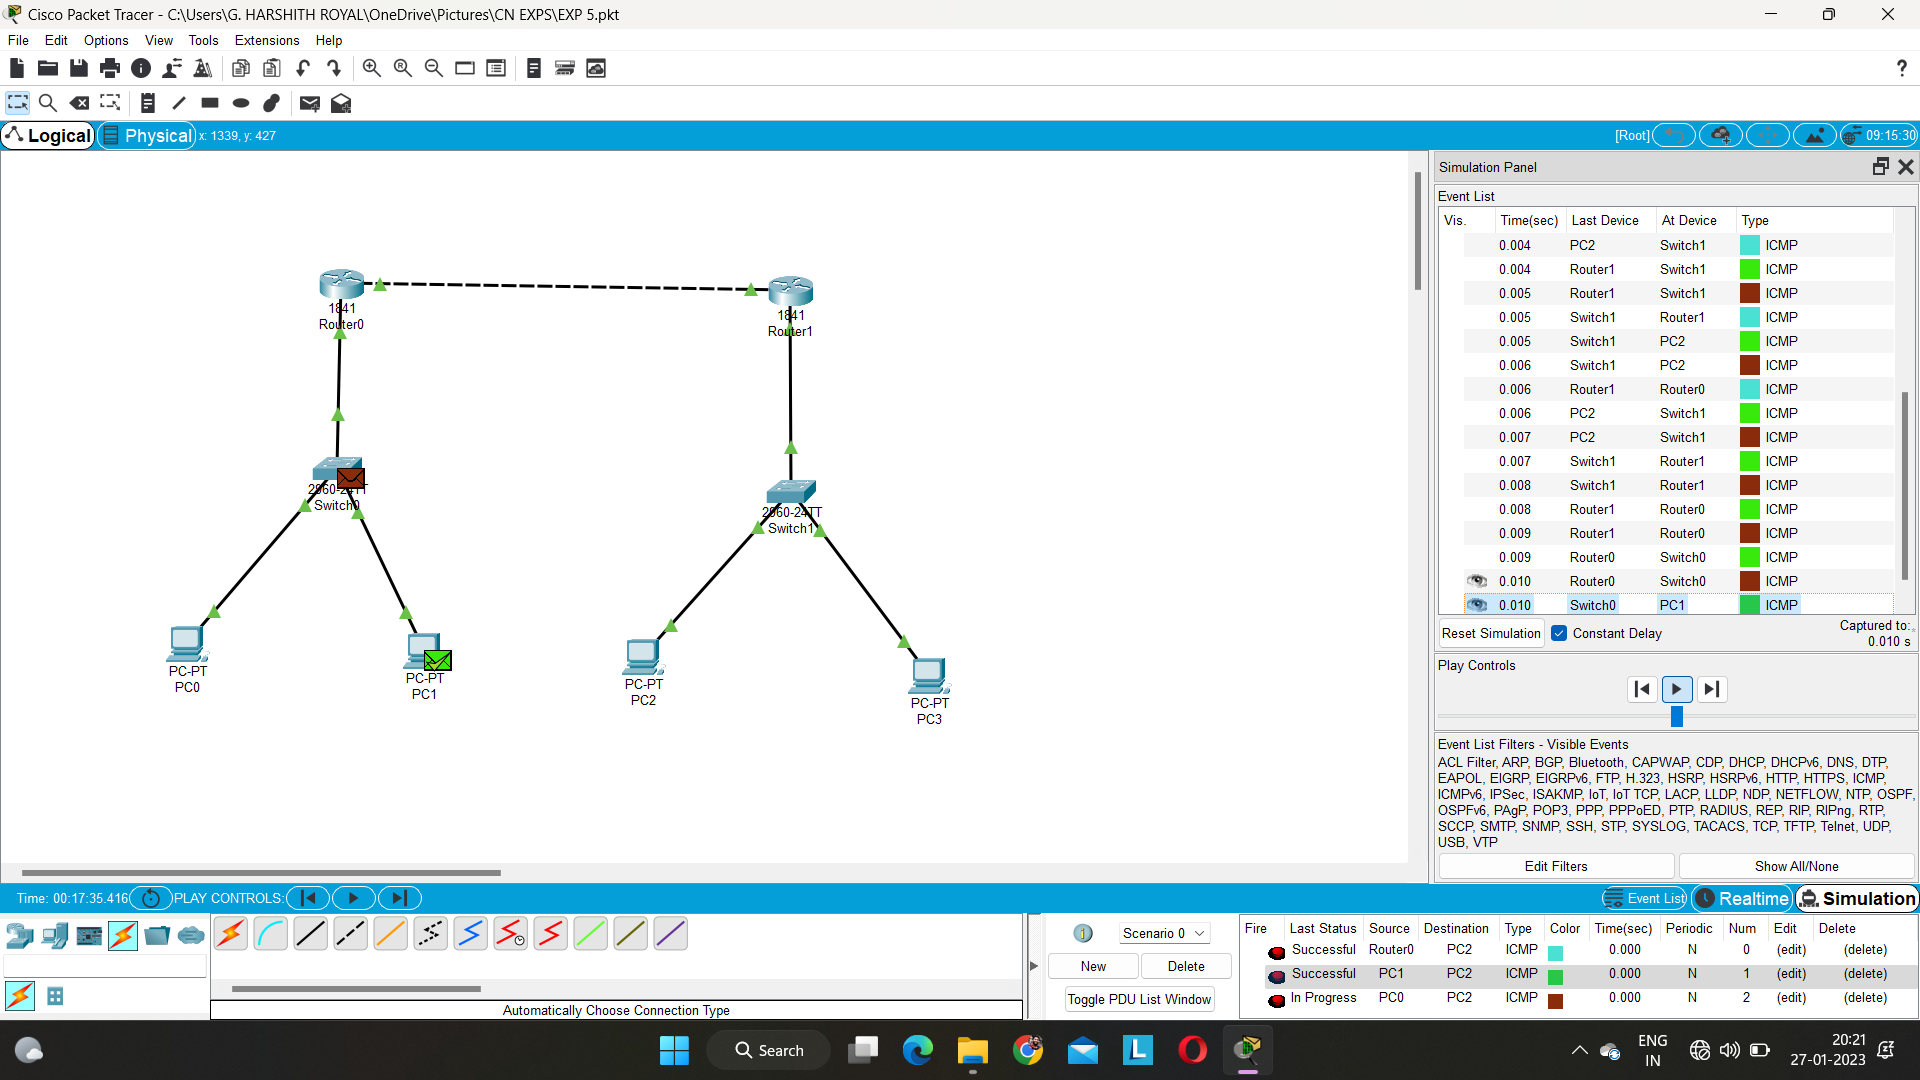 Cisco Packet Tracer - C:\Users\G. HARSHITH ROYAL\OneDrive\Pictures\CN EXPS\EXP 5.pkt
File Edit Options View Tools Extensions Help
?
Logical Physical x: 1339, y: 427
[Root] 09:15:30
1841
Router0
1841
Router1
2960-24TT
Switch0
2960-24TT
Switch1
PC-PT
PC0
PC-PT
PC1
PC-PT
PC2
PC-PT
PC3
Simulation Panel
Event List
Vis. Time(sec) Last Device At Device Type
0.004 PC2 Switch1 ICMP
0.004 Router1 Switch1 ICMP
0.005 Router1 Switch1 ICMP
0.005 Switch1 Router1 ICMP
0.005 Switch1 PC2 ICMP
0.006 Switch1 PC2 ICMP
0.006 Router1 Router0 ICMP
0.006 PC2 Switch1 ICMP
0.007 PC2 Switch1 ICMP
0.007 Switch1 Router1 ICMP
0.008 Switch1 Router1 ICMP
0.008 Router1 Router0 ICMP
0.009 Router1 Router0 ICMP
0.009 Router0 Switch0 ICMP
0.010 Router0 Switch0 ICMP
0.010 Switch0 PC1 ICMP
Reset Simulation Constant Delay Captured to:
0.010 s
Play Controls
Event List Filters - Visible Events
ACL Filter, ARP, BGP, Bluetooth, CAPWAP, CDP, DHCP, DHCPv6, DNS, DTP,
EAPOL, EIGRP, EIGRPv6, FTP, H.323, HSRP, HSRPv6, HTTP, HTTPS, ICMP,
ICMPv6, IPSec, ISAKMP, IoT, IoT TCP, LACP, LLDP, NDP, NETFLOW, NTP, OSPF,
OSPFv6, PAgP, POP3, PPP, PPPoED, PTP, RADIUS, REP, RIP, RIPng, RTP,
SCCP, SMTP, SNMP, SSH, STP, SYSLOG, TACACS, TCP, TFTP, Telnet, UDP,
USB, VTP
Edit Filters Show All/None
Time: 00:17:35.416 PLAY CONTROLS:
Event List Realtime Simulation
Automatically Choose Connection Type
Scenario 0
New Delete
Toggle PDU List Window
Fire Last Status Source Destination Type Color Time(sec) Periodic Num Edit Delete
Successful Router0 PC2 ICMP 0.000 N 0 (edit) (delete)
Successful PC1 PC2 ICMP 0.000 N 1 (edit) (delete)
In Progress PC0 PC2 ICMP 0.000 N 2 (edit) (delete)
Search
L
ENG
IN
20:21
27-01-2023